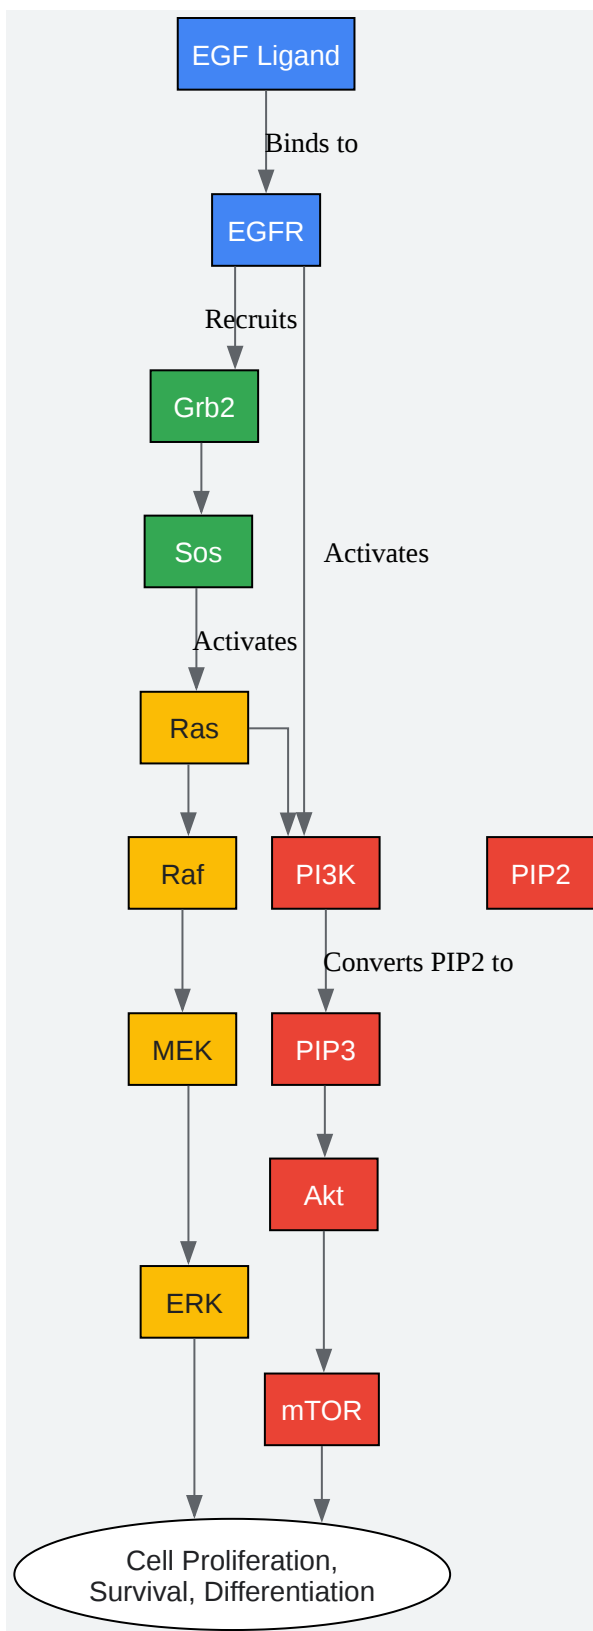 EGF Ligand
Binds to
EGFR
Recruits
Grb2
Sos
Activates
Activates
Ras
Raf
PI3K
PIP2
Converts PIP2 to
MEK
PIP3
Akt
ERK
mTOR
Cell Proliferation,
Survival, Differentiation